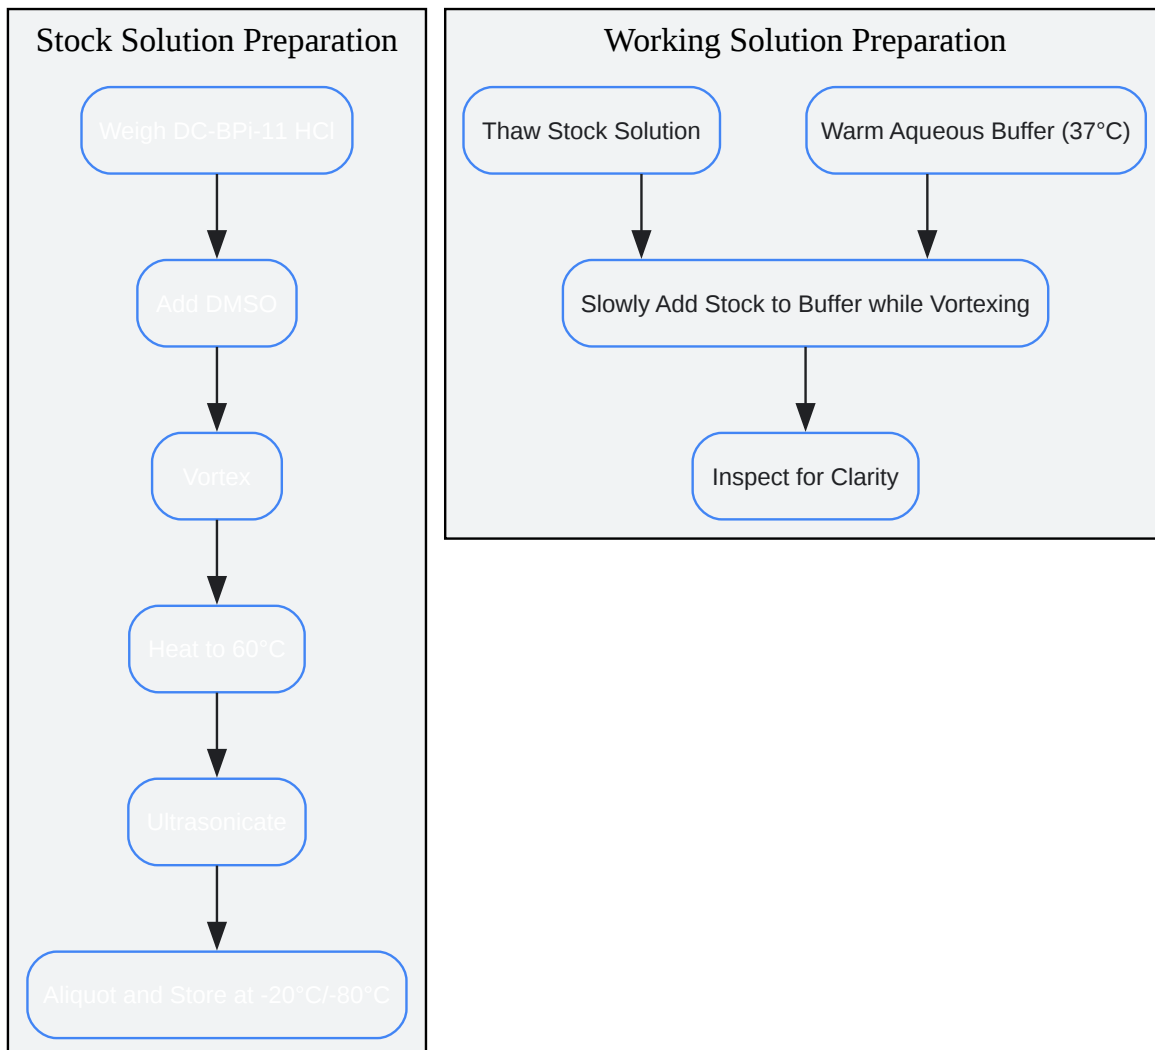 Stock Solution Preparation
Weigh DC-BPi-11 HCl
Add DMSO
Vortex
Heat to 60°C
Ultrasonicate
Aliquot and Store at -20°C/-80°C
Working Solution Preparation
Thaw Stock Solution
Warm Aqueous Buffer (37°C)
Slowly Add Stock to Buffer while Vortexing
Inspect for Clarity